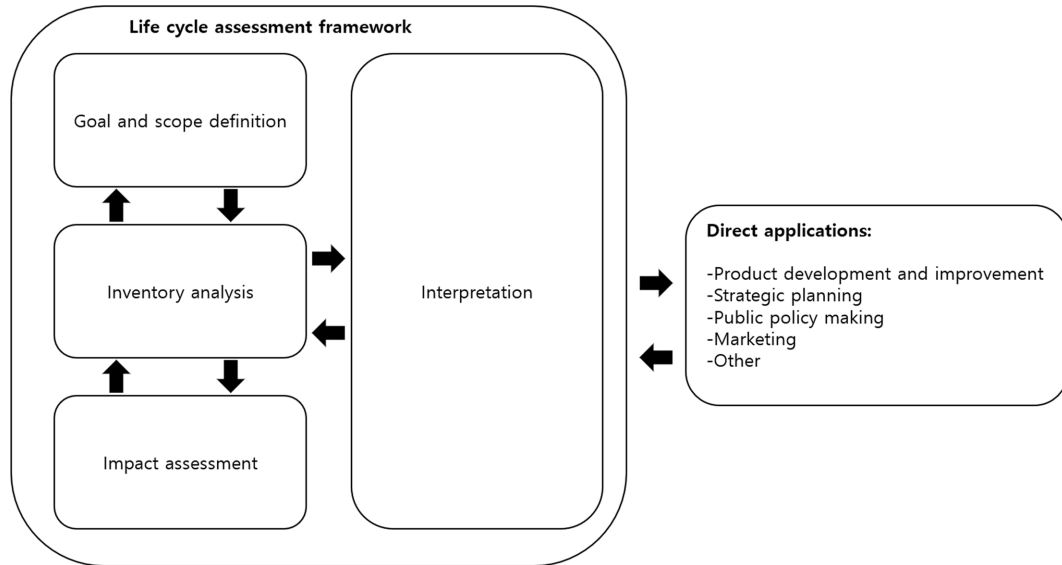 Life cycle assessment framework
Goal and scope definition
Inventory analysis
Impact assessment
Interpretation
Direct applications:
-Product development and improvement
-Strategic planning
-Public policy making
-Marketing
-Other